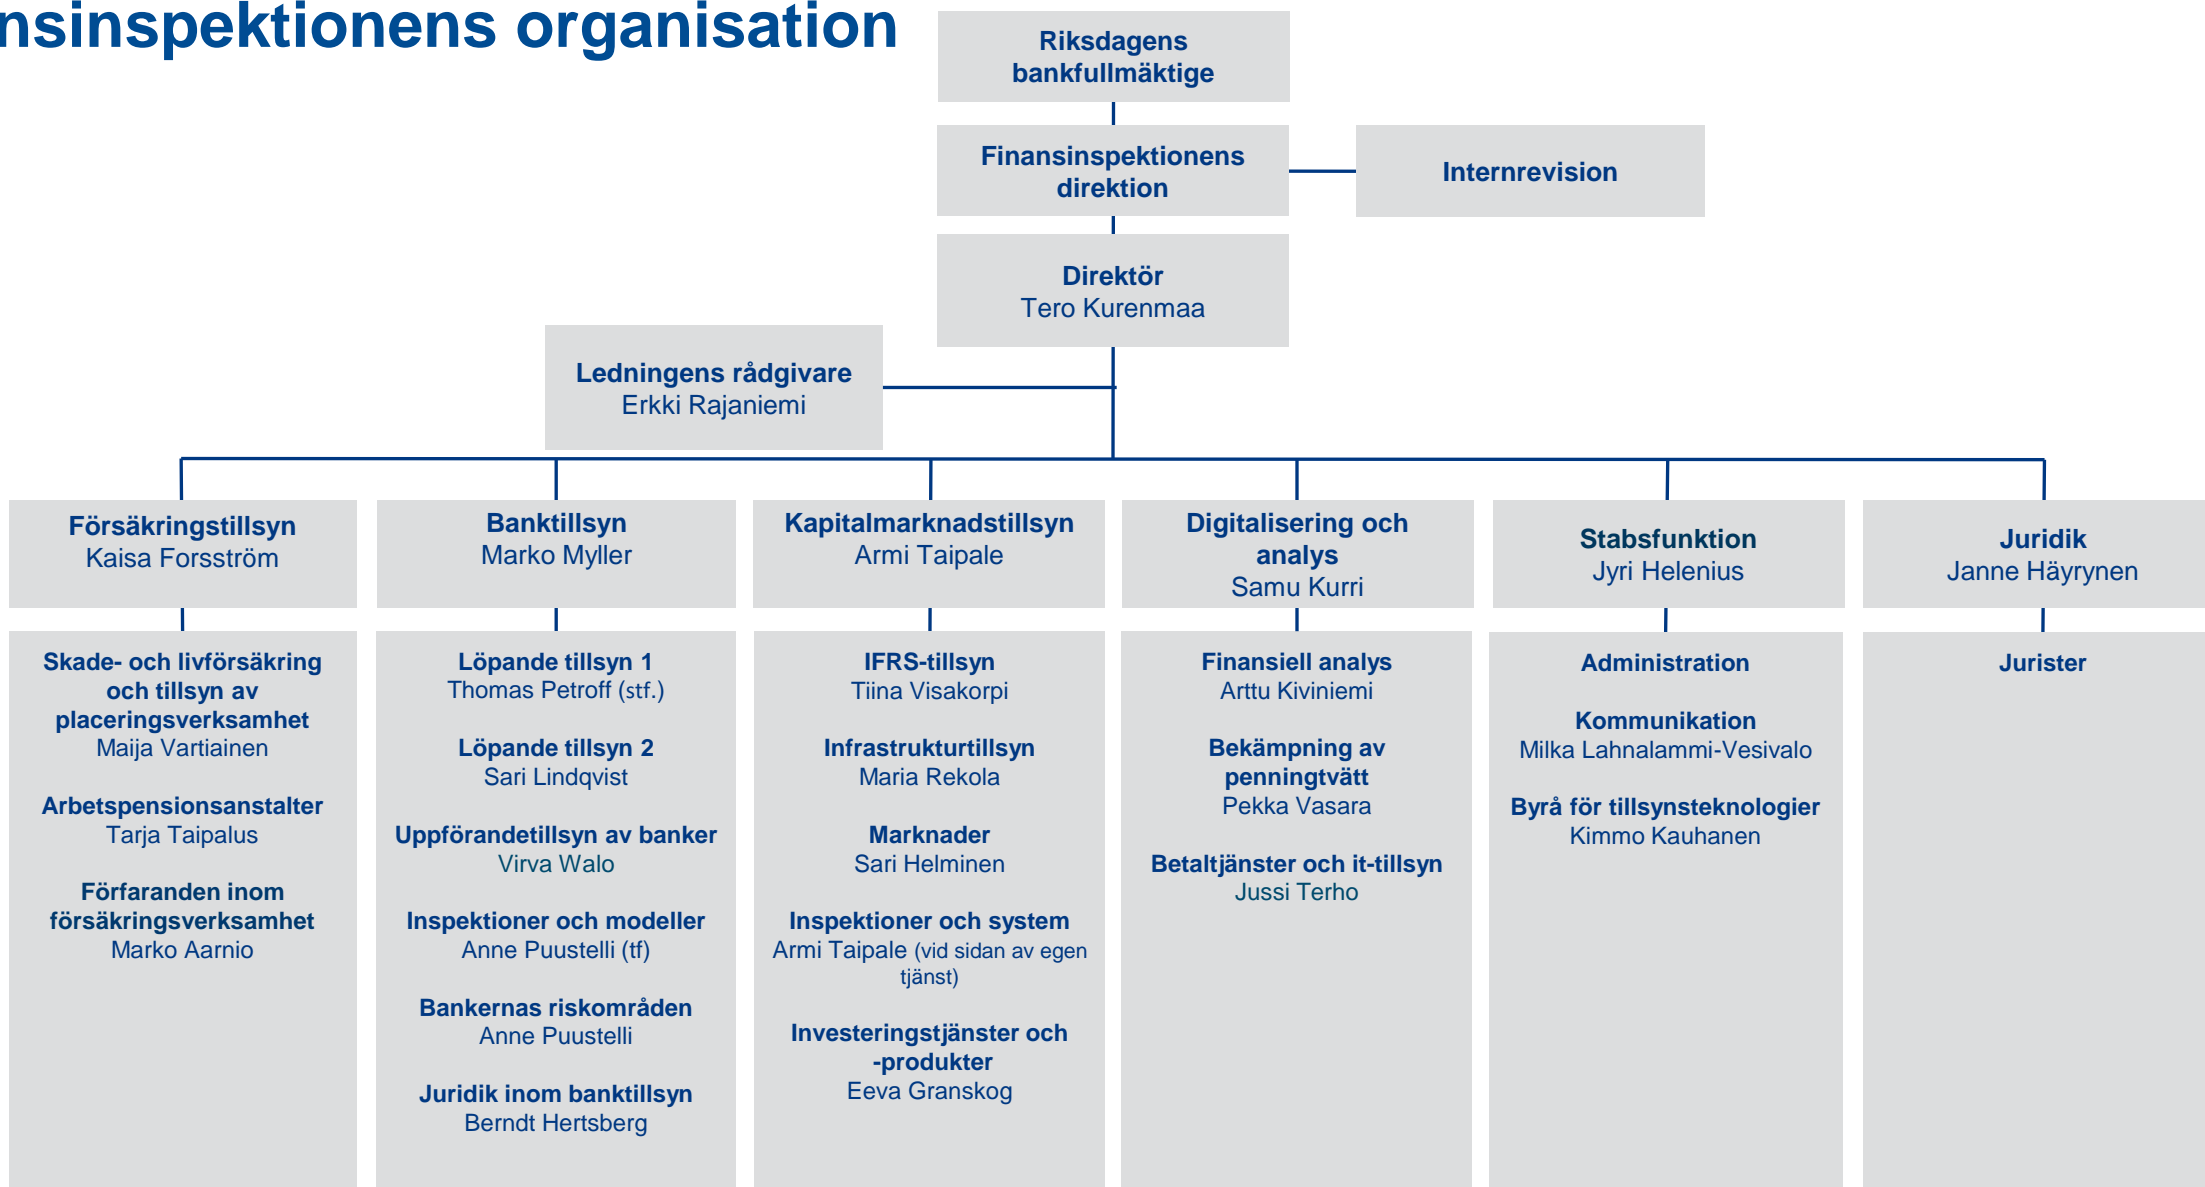 nsinspektionens organisation
Riksdagens
bankfullmäktige
Finansinspektionens
direktion
Internrevision
Direktör
Tero Kurenmaa
Ledningens rådgivare
Erkki Rajaniemi
Försäkringstillsyn
Kaisa Forsström
Banktillsyn
Marko Myller
Kapitalmarknadstillsyn
Armi Taipale
Digitalisering och
analys
Samu Kurri
Stabsfunktion
Jyri Helenius
Juridik
Janne Häyrynen
Skade- och livförsäkring
och tillsyn av
placeringsverksamhet
Maija Vartiainen
Arbetspensionsanstalter
Tarja Taipalus
Förfaranden inom
försäkringsverksamhet
Marko Aarnio
Löpande tillsyn 1
Thomas Petroff (stf.)
Löpande tillsyn 2
Sari Lindqvist
Uppförandetillsyn av banker
Virva Walo
Inspektioner och modeller
Anne Puustelli (tf)
Bankernas riskområden
Anne Puustelli
Juridik inom banktillsyn
Berndt Hertsberg
IFRS-tillsyn
Tiina Visakorpi
Infrastrukturtillsyn
Maria Rekola
Marknader
Sari Helminen
Inspektioner och system
Armi Taipale (vid sidan av egen
tjänst)
Investeringstjänster och
-produkter
Eeva Granskog
Finansiell analys
Arttu Kiviniemi
Bekämpning av
penningtvätt
Pekka Vasara
Betaltjänster och it-tillsyn
Jussi Terho
Administration
Kommunikation
Milka Lahnalammi-Vesivalo
Byrå för tillsynsteknologier
Kimmo Kauhanen
Jurister